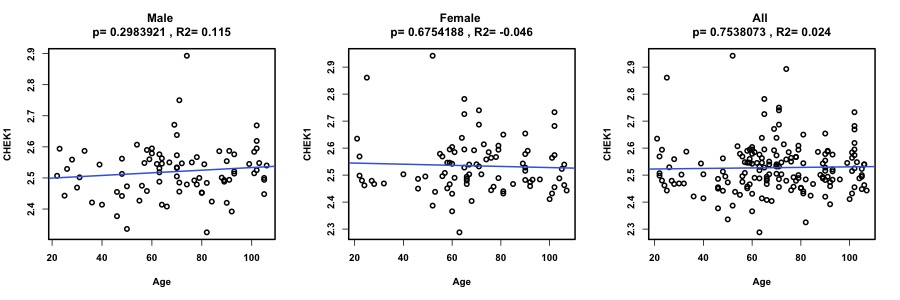 Male
p= 0.2983921 , R2= 0.115
CHEK1
2.9
2.8
2.7
2.6
2.5
2.4
20 40 60 80 100
Age
Female
p= 0.6754188 , R2= -0.046
CHEK1
2.9
2.8
2.7
2.6
2.5
2.4
2.3
20 40 60 80 100
Age
All
p= 0.7538073 , R2= 0.024
CHEK1
2.9
2.8
2.7
2.6
2.5
2.4
2.3
20 40 60 80 100
Age